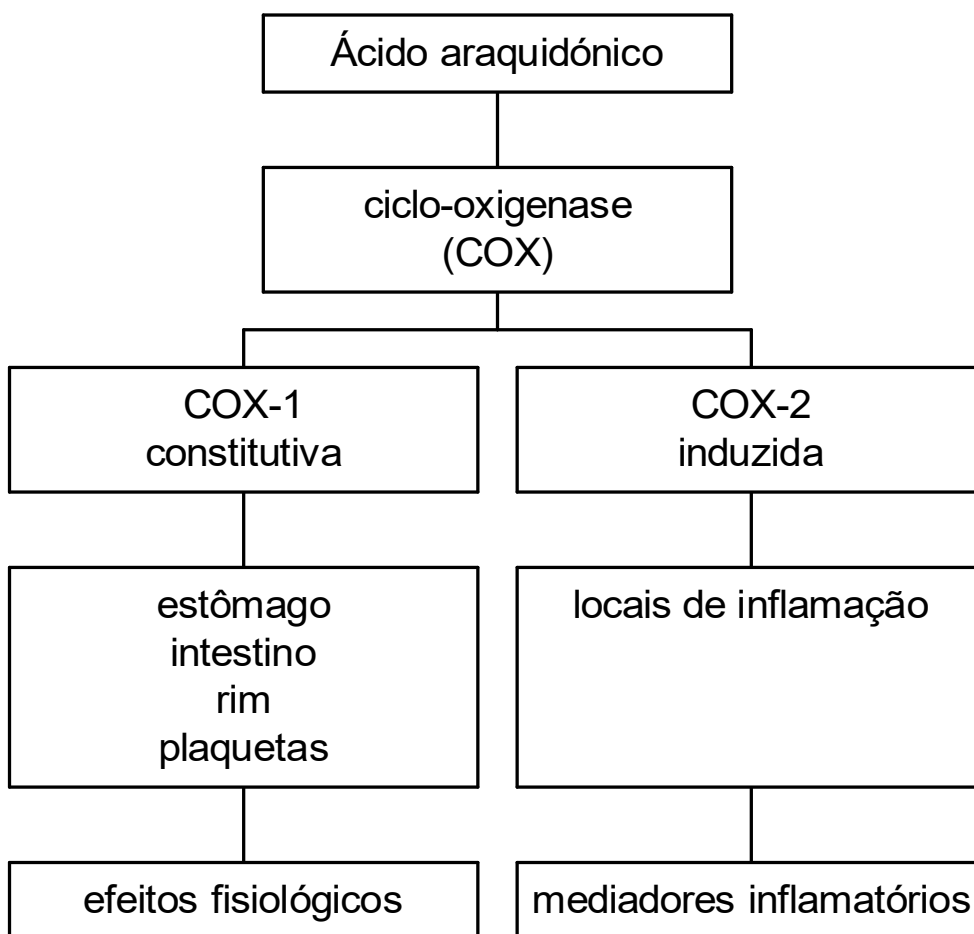 Ácido araquidónico
ciclo-oxigenase
(COX)
COX-1
constitutiva
COX-2
induzida
estômago
intestino
rim
plaquetas
locais de inflamação
efeitos fisiológicos
mediadores inflamatórios